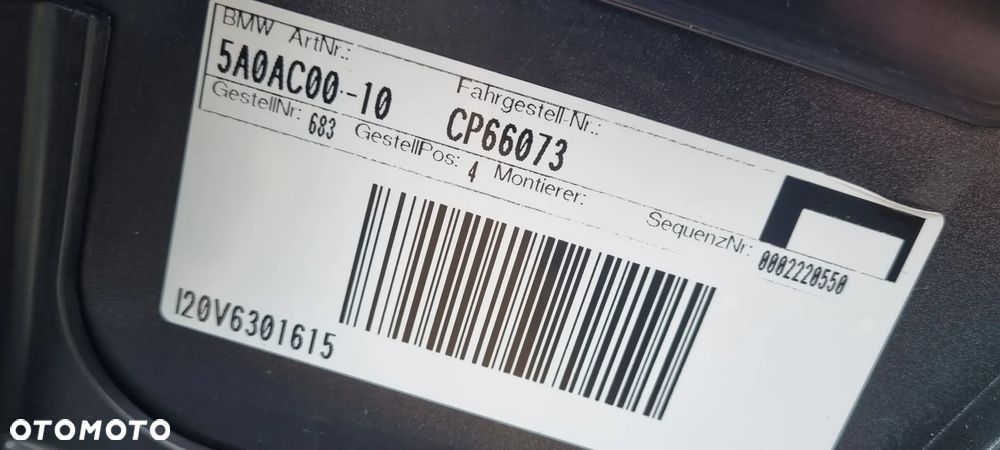 BMW ArtNr.:
5A0AC00-10
Fahrgestell-Nr.:
CP66073
GestellNr: 683 GestellPos: 4 Montierer:
SequenzNr: 0002220550
I20V6301615
OTOMOTO